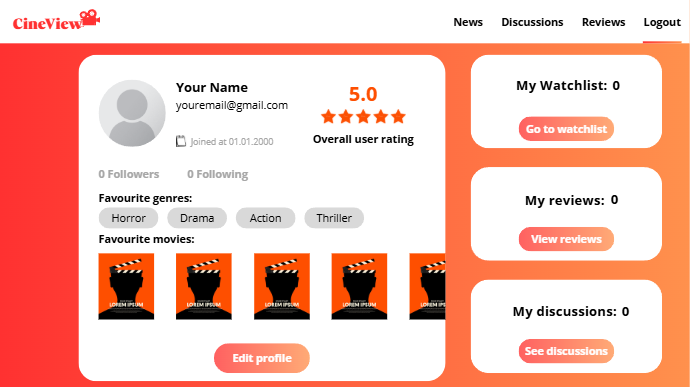 CineView
News Discussions Reviews Logout
Your Name
youremail@gmail.com
Joined at 01.01.2000
5.0
Overall user rating
0 Followers 0 Following
Favourite genres:
Horror Drama Action Thriller
Favourite movies:
LOREM IPSUM
LOREM IPSUM
LOREM IPSUM
LOREM IPSUM
LOREM IP
Edit profile
My Watchlist: 0
Go to watchlist
My reviews: 0
View reviews
My discussions: 0
See discussions